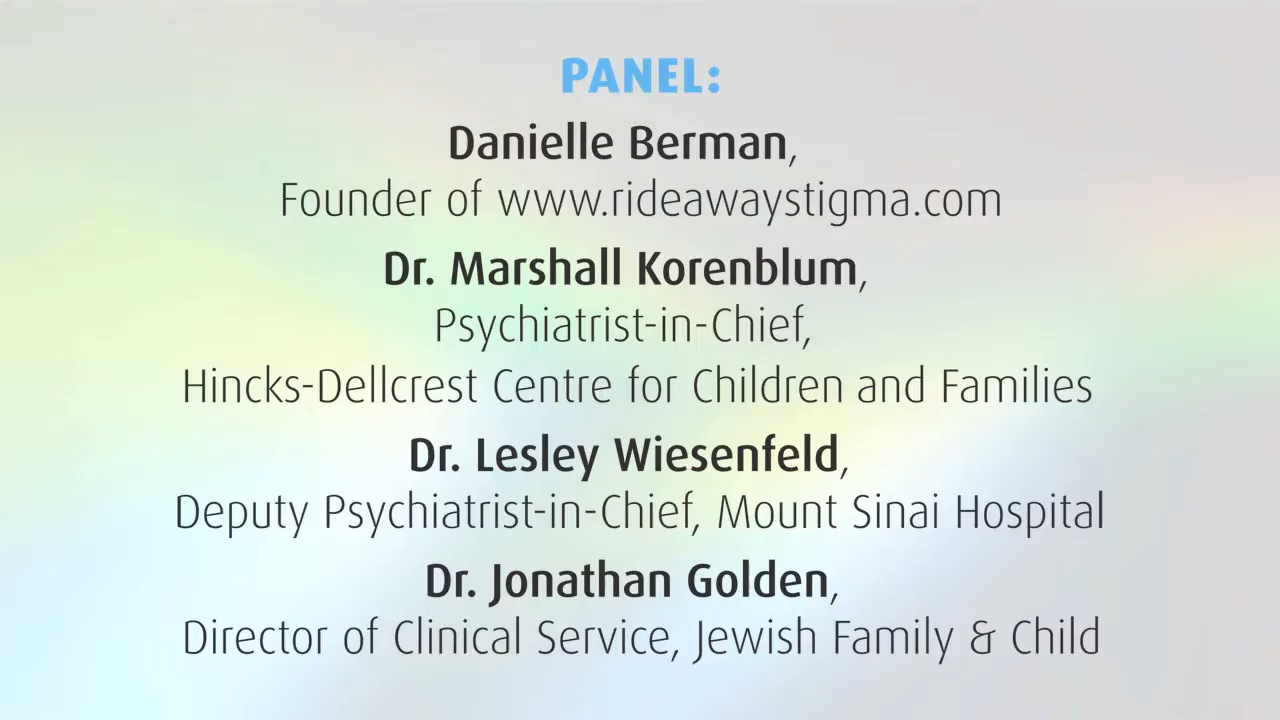 PANEL:
Danielle Berman,
Founder of www.rideawaystigma.com
Dr. Marshall Korenblum,
Psychiatrist-in-Chief,
Hincks-Dellcrest Centre for Children and Families
Dr. Lesley Wiesenfeld,
Deputy Psychiatrist-in-Chief, Mount Sinai Hospital
Dr. Jonathan Golden,
Director of Clinical Service, Jewish Family & Child